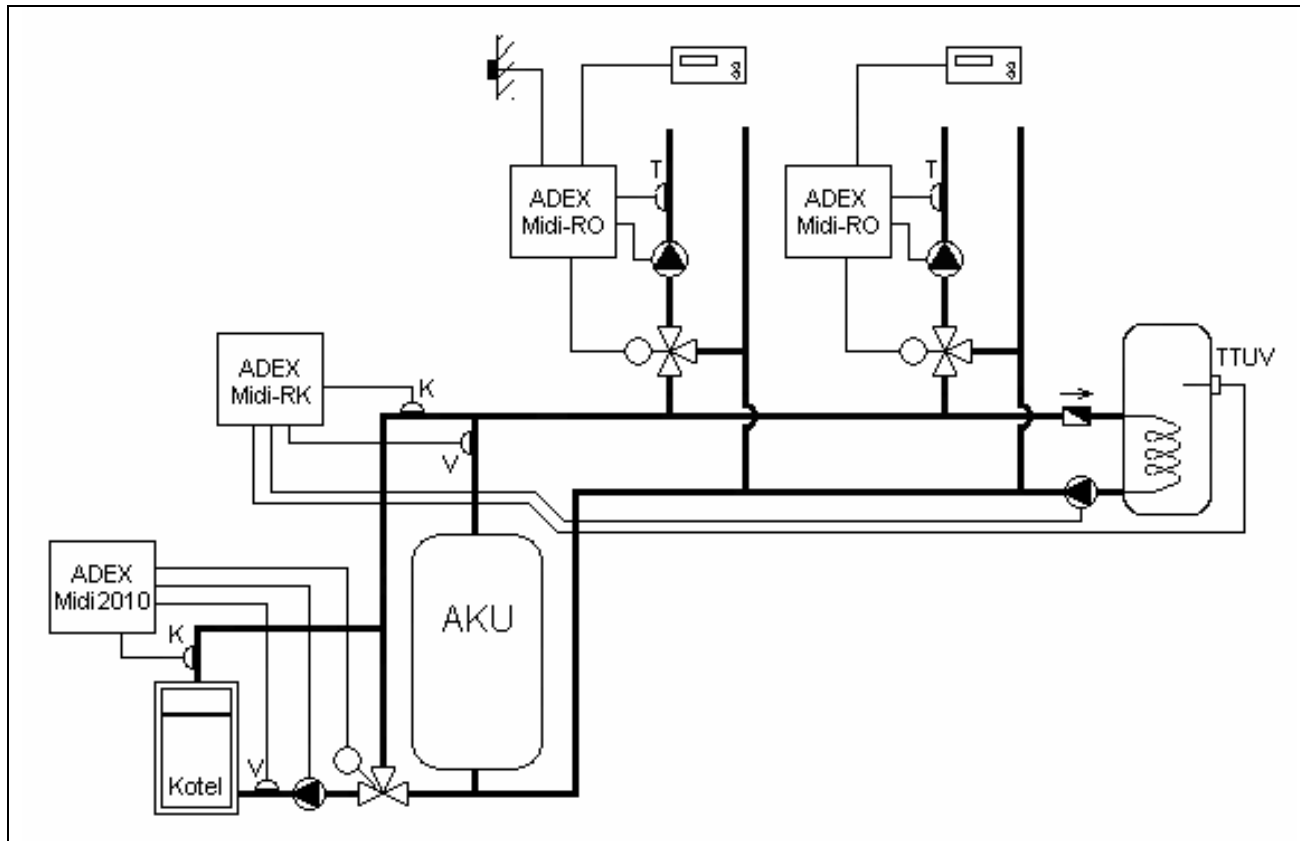 T
ADEX
Midi-RO
T
ADEX
Midi-RO
ADEX
Midi-RK
K
V
TTUV
ADEX
Midi2010
K
AKU
V
Kotel